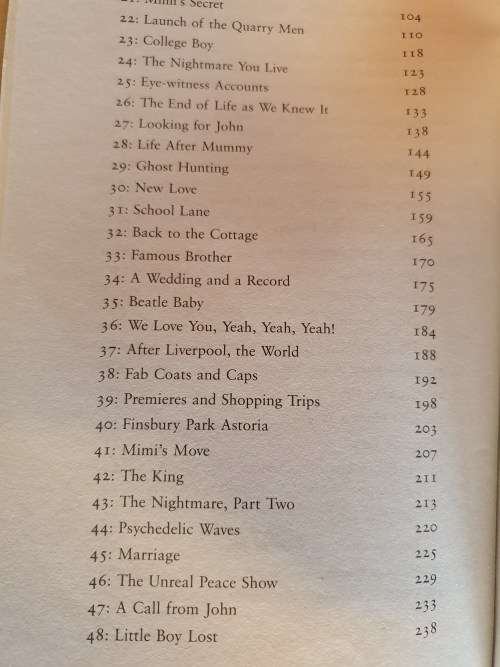 21: Mimi's Secret 104
22: Launch of the Quarry Men 110
23: College Boy 118
24: The Nightmare You Live 123
25: Eye-witness Accounts 128
26: The End of Life as We Knew It 133
27: Looking for John 138
28: Life After Mummy 144
29: Ghost Hunting 149
30: New Love 155
31: School Lane 159
32: Back to the Cottage 165
33: Famous Brother 170
34: A Wedding and a Record 175
35: Beatle Baby 179
36: We Love You, Yeah, Yeah, Yeah! 184
37: After Liverpool, the World 188
38: Fab Coats and Caps 192
39: Premieres and Shopping Trips 198
40: Finsbury Park Astoria 203
41: Mimi's Move 207
42: The King 211
43: The Nightmare, Part Two 213
44: Psychedelic Waves 220
45: Marriage 225
46: The Unreal Peace Show 229
47: A Call from John 233
48: Little Boy Lost 238